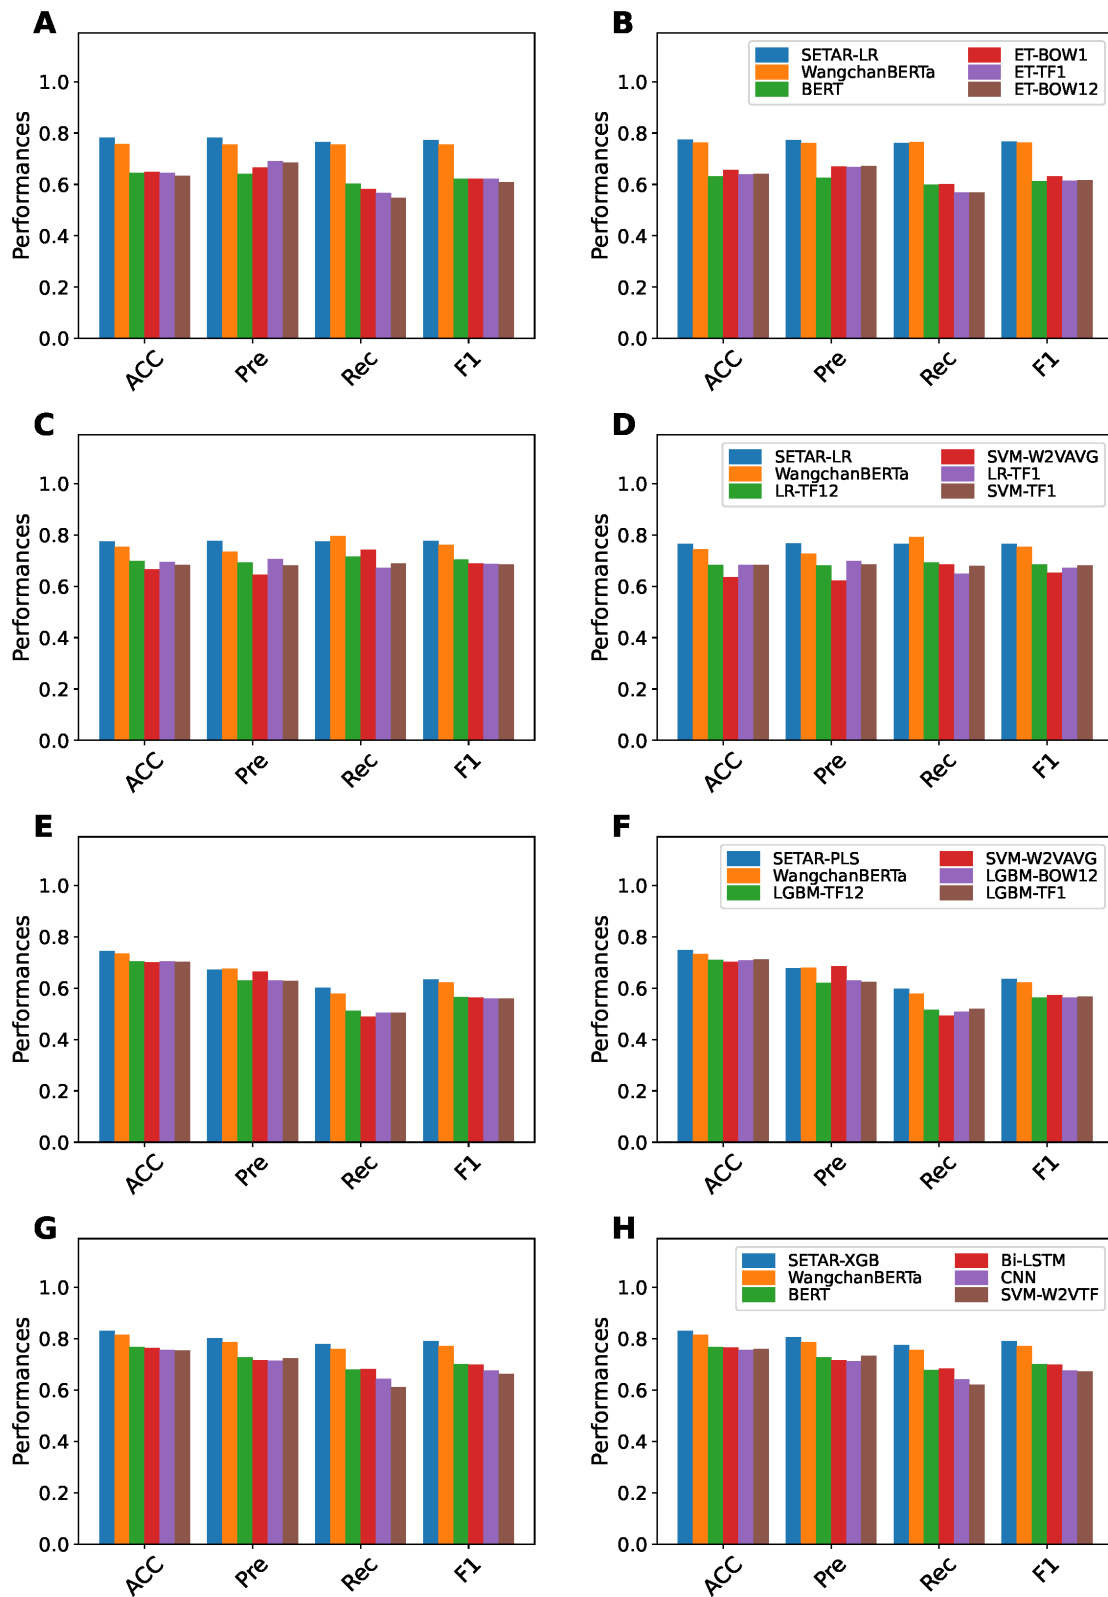 A
Performances
1.0
0.8
0.6
0.4
0.2
0.0
ACC
Pre
Rec
F1
B
SETAR-LR
WangchanBERTa
BERT
ET-BOW1
ET-TF1
ET-BOW12
Performances
1.0
0.8
0.6
0.4
0.2
0.0
ACC
Pre
Rec
F1
C
Performances
1.0
0.8
0.6
0.4
0.2
0.0
ACC
Pre
Rec
F1
D
SETAR-LR
WangchanBERTa
LR-TF12
SVM-W2VAVG
LR-TF1
SVM-TF1
Performances
1.0
0.8
0.6
0.4
0.2
0.0
ACC
Pre
Rec
F1
E
Performances
1.0
0.8
0.6
0.4
0.2
0.0
ACC
Pre
Rec
F1
F
SETAR-PLS
WangchanBERTa
LGBM-TF12
SVM-W2VAVG
LGBM-BOW12
LGBM-TF1
Performances
1.0
0.8
0.6
0.4
0.2
0.0
ACC
Pre
Rec
F1
G
Performances
1.0
0.8
0.6
0.4
0.2
0.0
ACC
Pre
Rec
F1
H
SETAR-XGB
WangchanBERTa
BERT
Bi-LSTM
CNN
SVM-W2VTF
Performances
1.0
0.8
0.6
0.4
0.2
0.0
ACC
Pre
Rec
F1